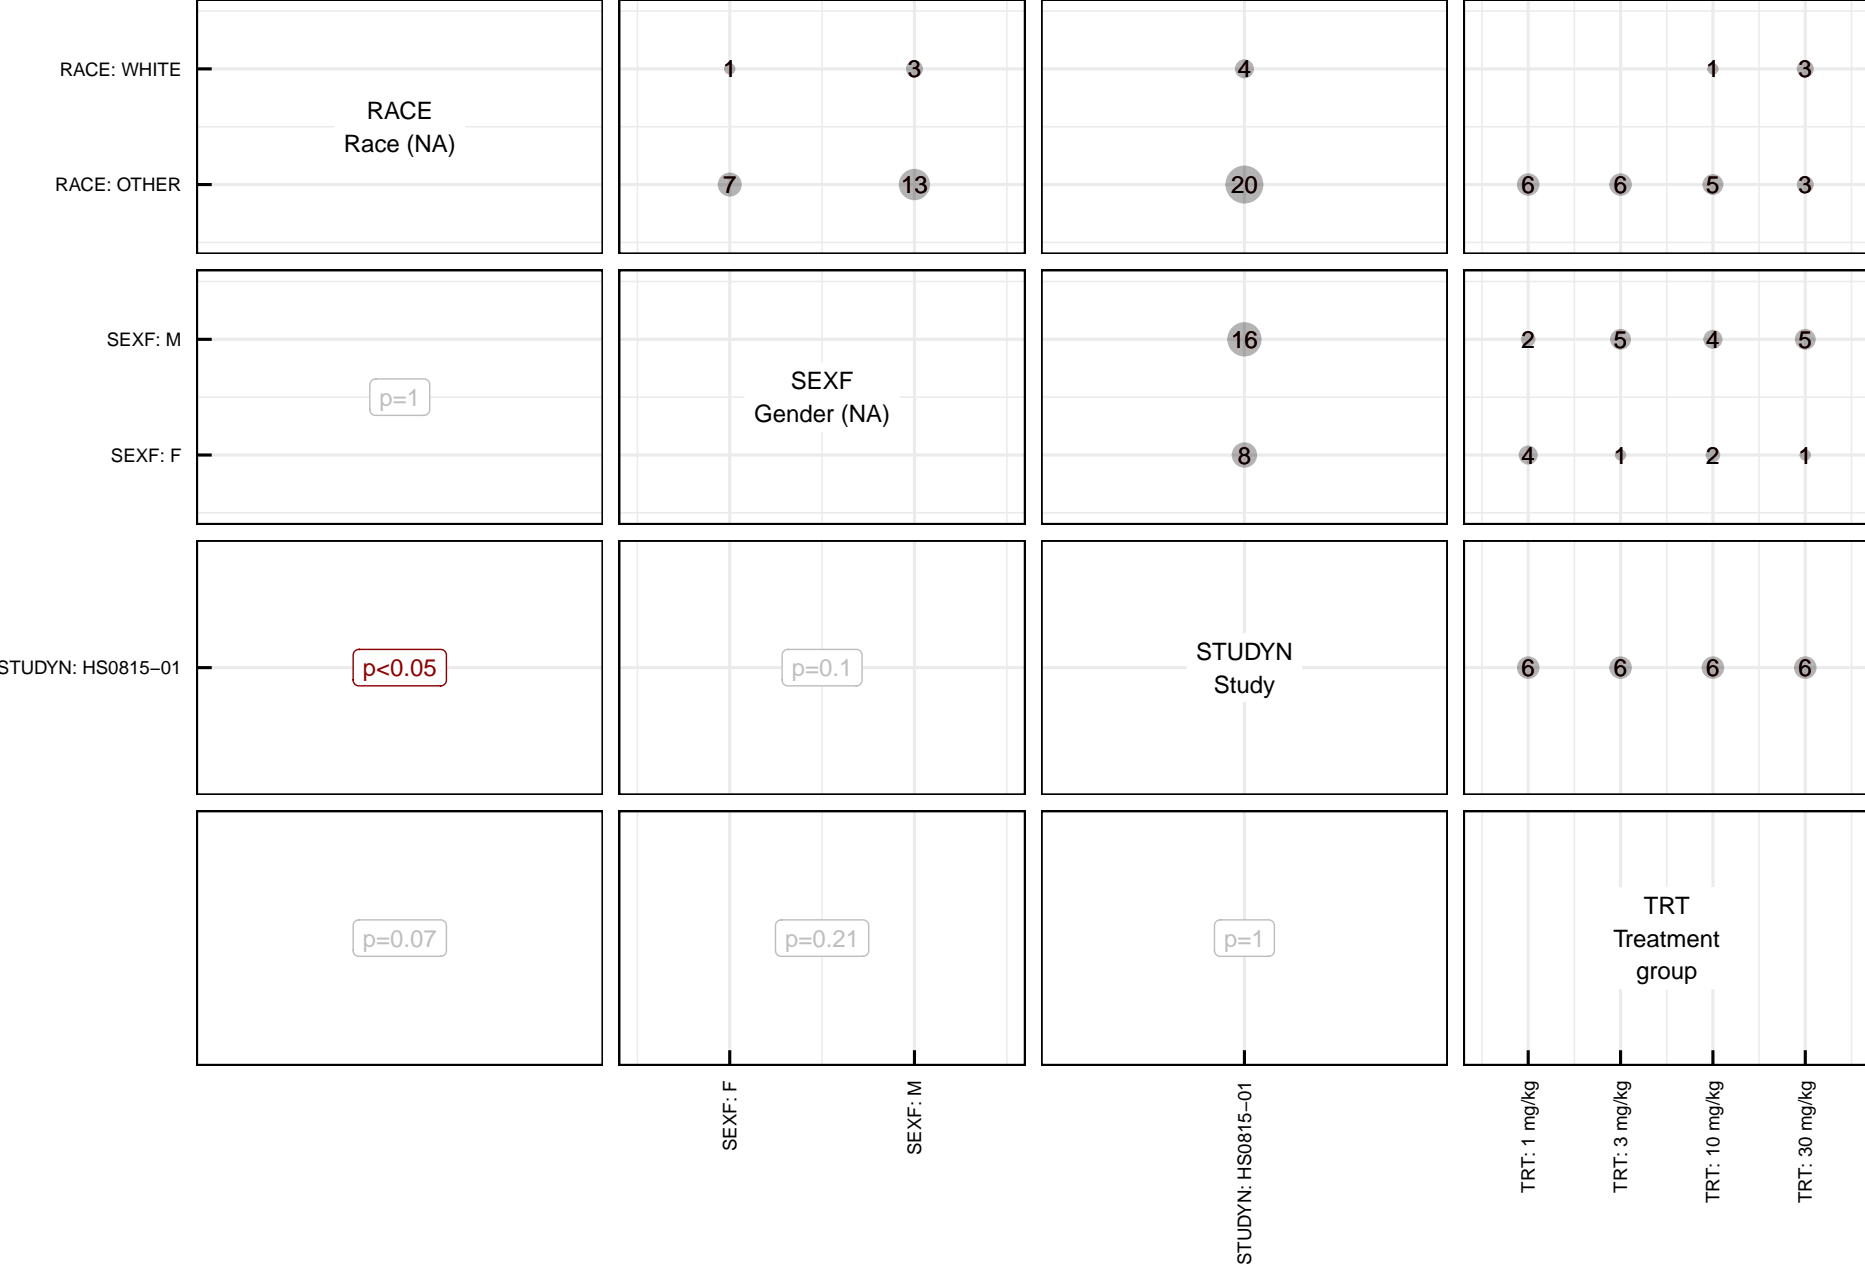 RACE: WHITE
1
3
4
1
3
RACE
Race (NA)
RACE: OTHER
7
13
20
6
6
5
3
SEXF: M
16
2
5
4
5
p=1
SEXF
Gender (NA)
SEXF: F
8
4
1
2
1
STUDYN: HS0815−01
p<0.05
p=0.1
STUDYN
Study
6
6
6
6
p=0.07
p=0.21
p=1
TRT
Treatment
group
SEXF: F
SEXF: M
STUDYN: HS0815−01
TRT: 1 mg/kg
TRT: 3 mg/kg
TRT: 10 mg/kg
TRT: 30 mg/kg